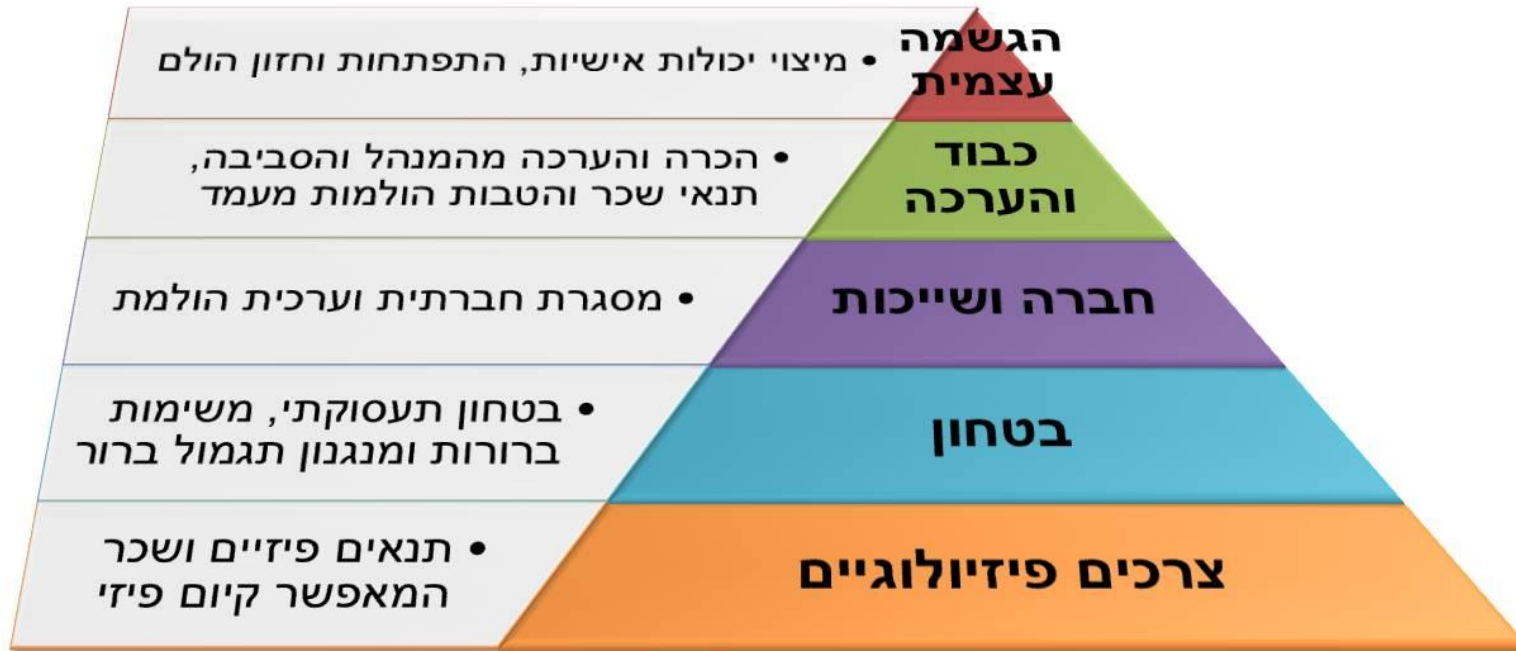 הגשמה
עצמית
• מיצוי יכולות אישיות, התפתחות וחזון הולם
כבוד
והערכה
• הכרה והערכה מהמנהל והסביבה,
תנאי שכר והטבות הולמות מעמד
חברה ושייכות
• מסגרת חברתית וערכית הולמת
בטחון
• בטחון תעסוקתי, משימות
ברורות ומנגנון תגמול ברור
צרכים פיזיולוגיים
• תנאים פיזיים ושכר
המאפשר קיום פיזי